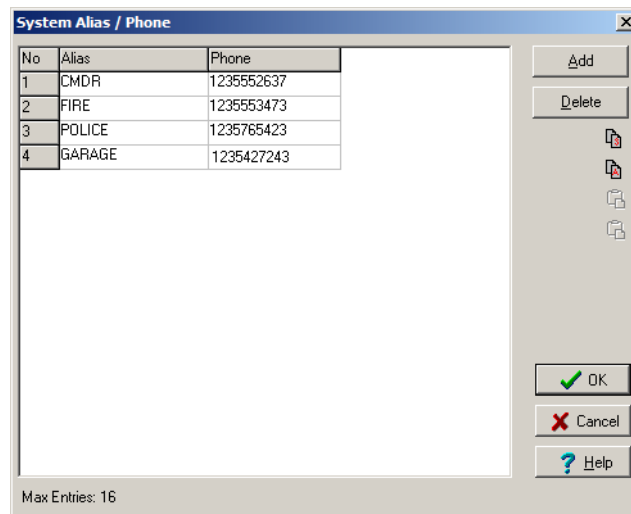 System Alias / Phone
No Alias Phone
1 CMDR 1235552637
2 FIRE 1235553473
3 POLICE 1235765423
4 GARAGE 1235427243
Add
Delete
OK
Cancel
Help
Max Entries: 16